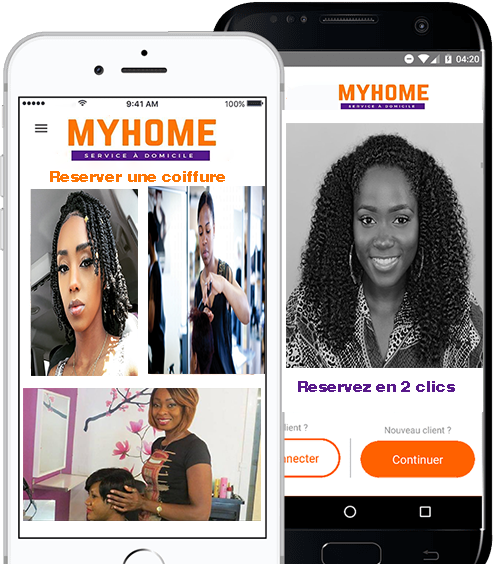 9:41 AM
100%
MYHOME
SERVICE À DOMICILE
Reserver une coiffure
04:20
MYHOME
SERVICE À DOMICILE
Reservez en 2 clics
lient ?
nnecter
Nouveau client ?
Continuer